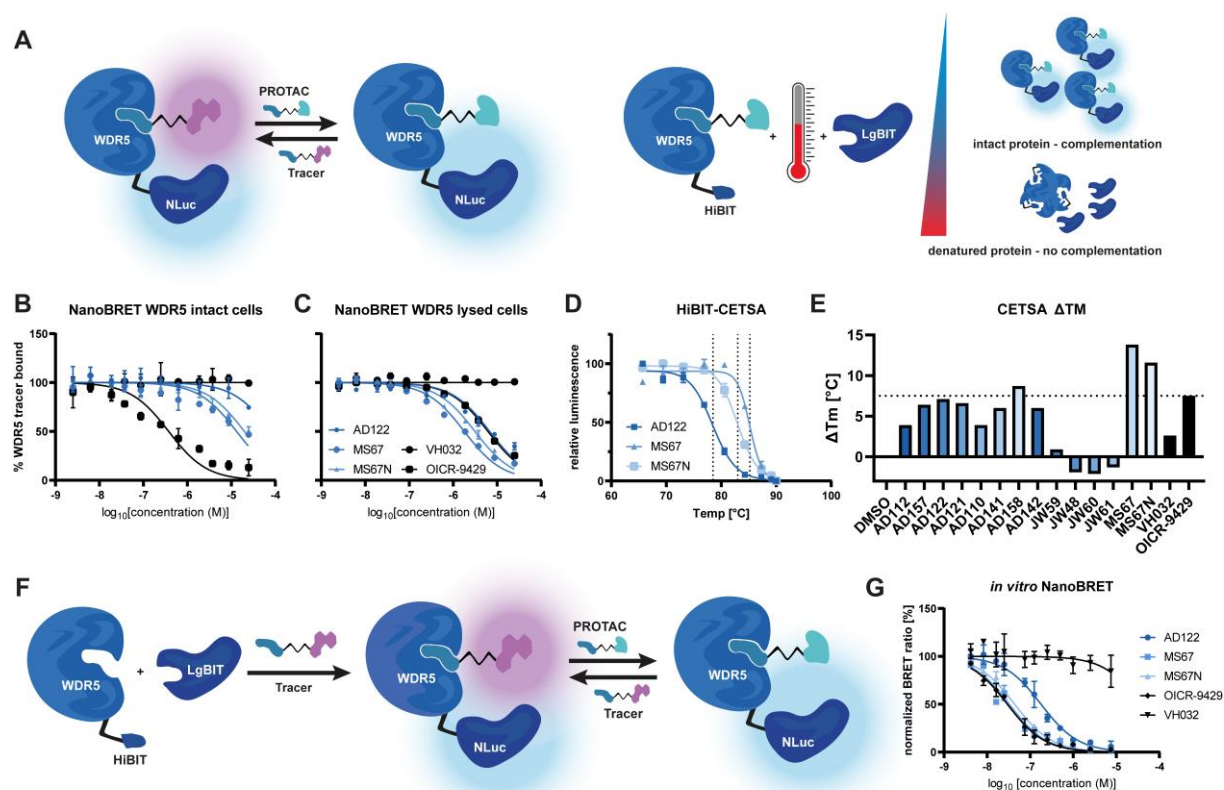 A
WDR5
NLuc
PROTAC
Tracer
WDR5
NLuc
WDR5
HiBIT
+
+
LgBIT
intact protein - complementation
denatured protein - no complementation
B
NanoBRET WDR5 intact cells
% WDR5 tracer bound
150
100
50
0
-9 -8 -7 -6 -5 -4
log10[concentration (M)]
C
NanoBRET WDR5 lysed cells
AD122
MS67
MS67N
VH032
OICR-9429
-9 -8 -7 -6 -5 -4
log10[concentration (M)]
D
HiBIT-CETSA
relative luminescence
100
50
0
AD122
MS67
MS67N
60 70 80 90 100
Temp [°C]
E
CETSA ΔTM
ΔTm [°C]
15
10
5
0
DMSO
AD112
AD157
AD122
AD121
AD110
AD141
AD158
AD142
JW59
JW48
JW60
JW61
MS67
MS67N
VH032
OICR-9429
F
WDR5
HiBIT
+
LgBIT
Tracer
WDR5
NLuc
PROTAC
Tracer
WDR5
NLuc
G
in vitro NanoBRET
normalized BRET ratio [%]
150
100
50
0
-9 -8 -7 -6 -5 -4
log10 [concentration (M)]
AD122
MS67
MS67N
OICR-9429
VH032